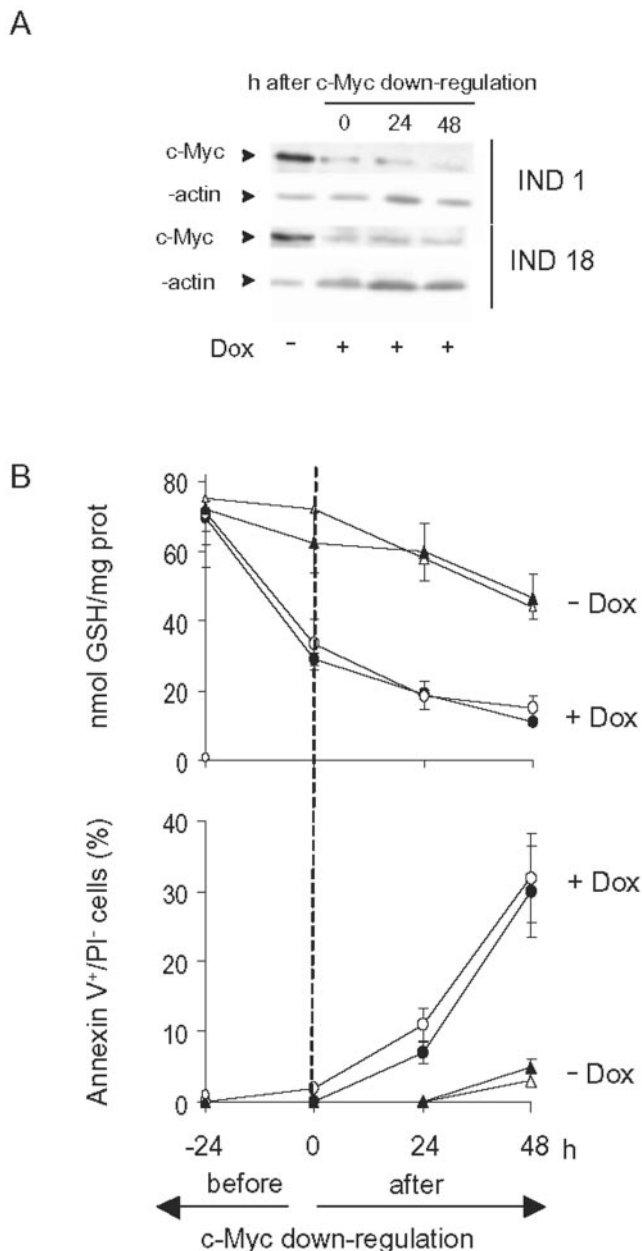 A
h after c-Myc down-regulation
0 24 48
c-Myc
-actin
IND 1
c-Myc
-actin
IND 18
Dox - + + +
B
nmol GSH/mg prot
80
60
40
20
0
- Dox
+ Dox
Annexin V⁺/PI⁻ cells (%)
40
30
20
10
0
+ Dox
- Dox
-24 0 24 48 h
before after
c-Myc down-regulation